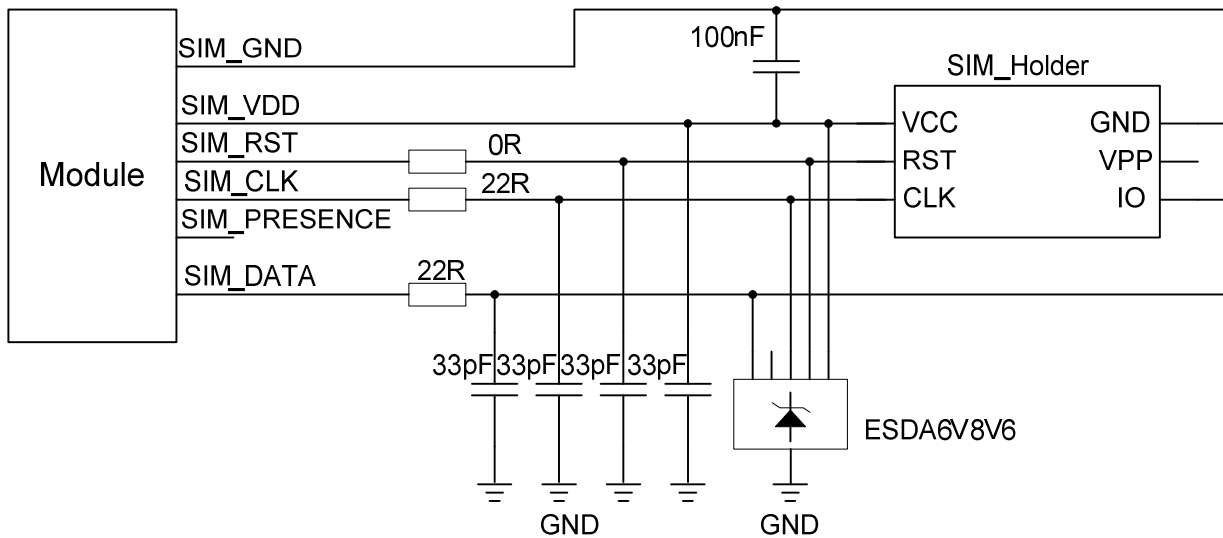 SIM_GND
100nF
SIM_Holder
SIM_VDD
VCC GND
SIM_RST 0R
RST VPP
Module
SIM_CLK 22R
CLK IO
SIM_PRESENCE
SIM_DATA 22R
33pF 33pF 33pF 33pF
ESDA6V8V6
GND GND